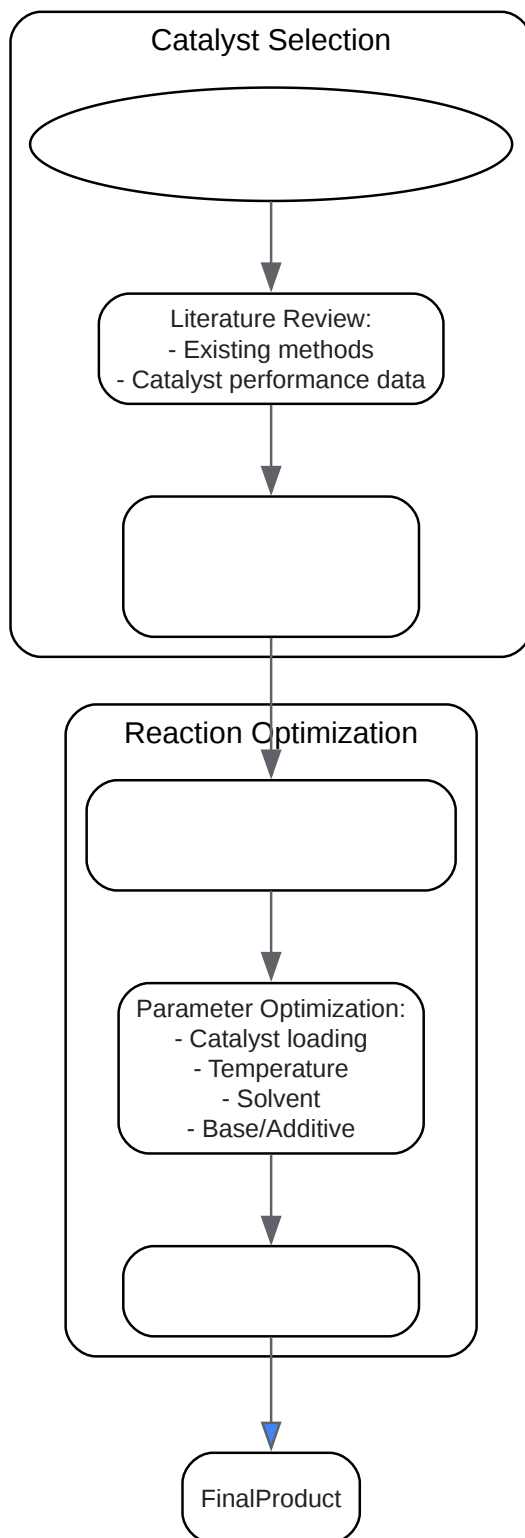 Catalyst Selection
Literature Review:
- Existing methods
- Catalyst performance data
Reaction Optimization
Parameter Optimization:
- Catalyst loading
- Temperature
- Solvent
- Base/Additive
FinalProduct